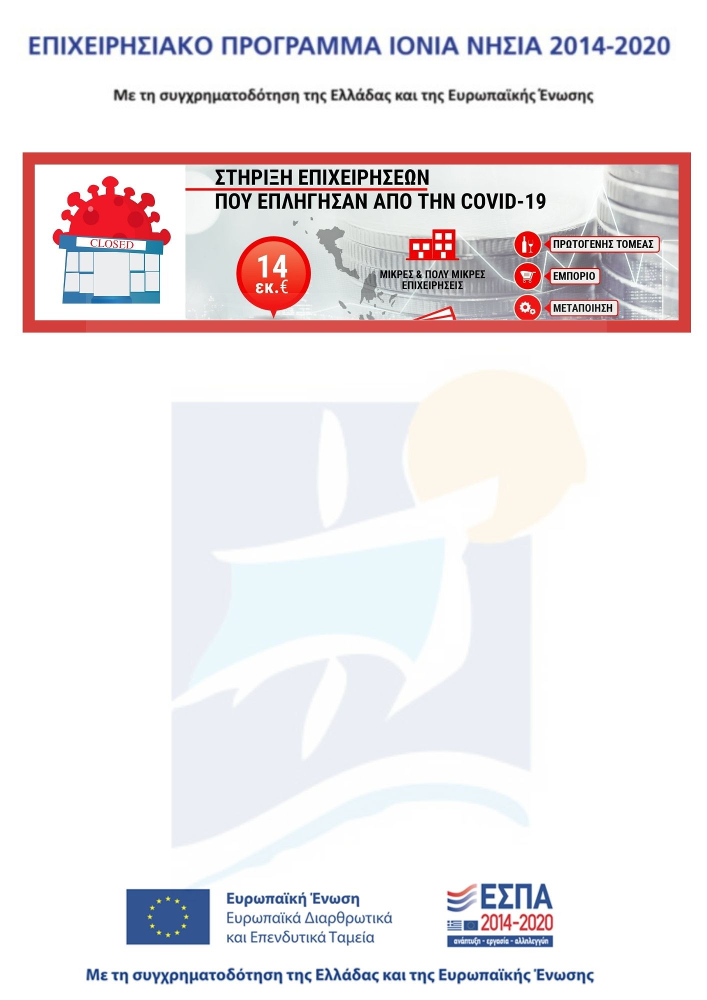 ΕΠΙΧΕΙΡΗΣΙΑΚΟ ΠΡΟΓΡΑΜΜΑ ΙΟΝΙΑ ΝΗΣΙΑ 2014-2020
Με τη συγχρηματοδότηση της Ελλάδας και της Ευρωπαϊκής Ένωσης
CLOSED
ΣΤΗΡΙΞΗ ΕΠΙΧΕΙΡΗΣΕΩΝ
ΠΟΥ ΕΠΛΗΓΗΣΑΝ ΑΠΟ ΤΗΝ COVID-19
14
εκ.€
ΜΙΚΡΕΣ & ΠΟΛΥ ΜΙΚΡΕΣ
ΕΠΙΧΕΙΡΗΣΕΙΣ
ΠΡΩΤΟΓΕΝΗΣ ΤΟΜΕΑΣ
ΕΜΠΟΡΙΟ
ΜΕΤΑΠΟΙΗΣΗ
Ευρωπαϊκή Ένωση
Ευρωπαϊκά Διαρθρωτικά
και Επενδυτικά Ταμεία
ΕΣΠΑ
2014-2020
ανάπτυξη - εργασία - αλληλεγγύη
Με τη συγχρηματοδότηση της Ελλάδας και της Ευρωπαϊκής Ένωσης